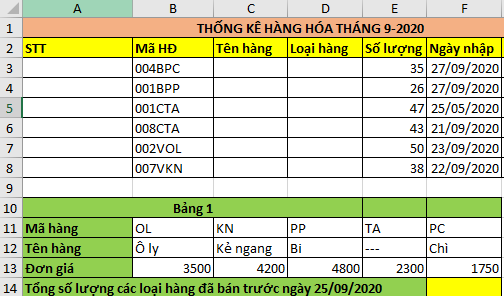 A B C D E F
1 THỐNG KÊ HÀNG HÓA THÁNG 9-2020
2 STT Mã HĐ Tên hàng Loại hàng Số lượng Ngày nhập
3 004BPC 35 27/09/2020
4 001BPP 26 27/09/2020
5 001CTA 47 25/05/2020
6 008CTA 43 21/09/2020
7 002VOL 50 23/09/2020
8 007VKN 38 22/09/2020
9
10 Bảng 1
11 Mã hàng OL KN PP TA PC
12 Tên hàng Ô ly Kẻ ngang Bi --- Chì
13 Đơn giá 3500 4200 4800 2300 1750
14 Tổng số lượng các loại hàng đã bán trước ngày 25/09/2020